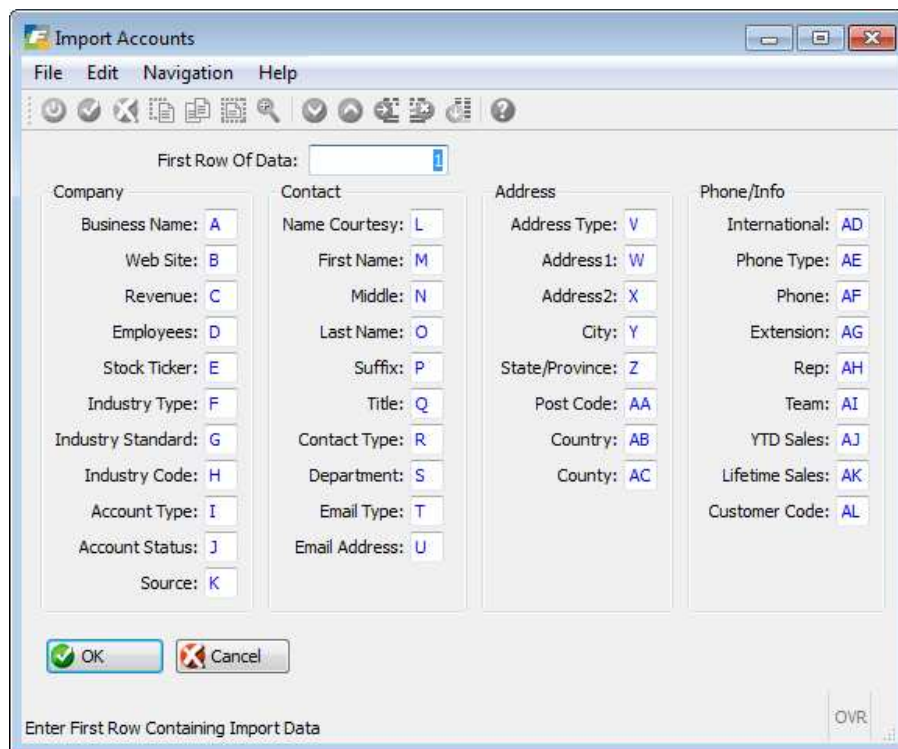 Import Accounts
File Edit Navigation Help
First Row Of Data: 1
Company Contact Address Phone/Info
Business Name: A Name Courtesy: L Address Type: V International: AD
Web Site: B First Name: M Address1: W Phone Type: AE
Revenue: C Middle: N Address2: X Phone: AF
Employees: D Last Name: O City: Y Extension: AG
Stock Ticker: E Suffix: P State/Province: Z Rep: AH
Industry Type: F Title: Q Post Code: AA Team: AI
Industry Standard: G Contact Type: R Country: AB YTD Sales: AJ
Industry Code: H Department: S County: AC Lifetime Sales: AK
Account Type: I Email Type: T Customer Code: AL
Account Status: J Email Address: U
Source: K
OK Cancel
Enter First Row Containing Import Data OVR